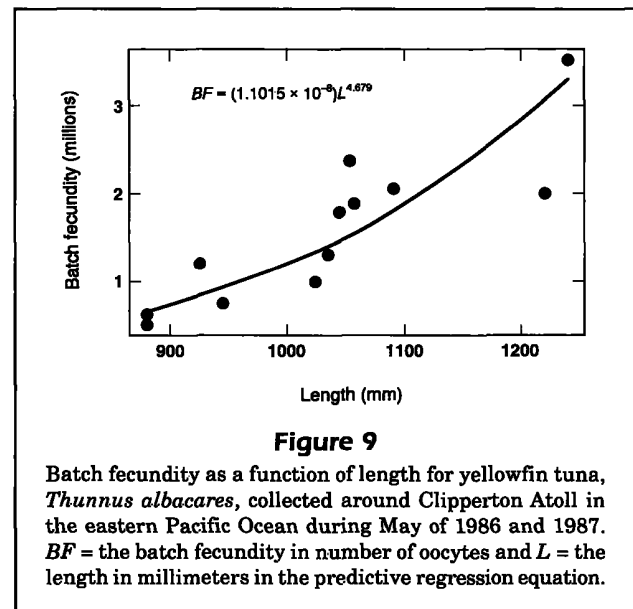 BF = (1.1015 × 10⁻⁸)L⁴·⁶⁷⁹
3
2
1
Batch fecundity (millions)
900 1000 1100 1200
Length (mm)
Figure 9
Batch fecundity as a function of length for yellowfin tuna,
Thunnus albacares, collected around Clipperton Atoll in
the eastern Pacific Ocean during May of 1986 and 1987.
BF = the batch fecundity in number of oocytes and L = the
length in millimeters in the predictive regression equation.